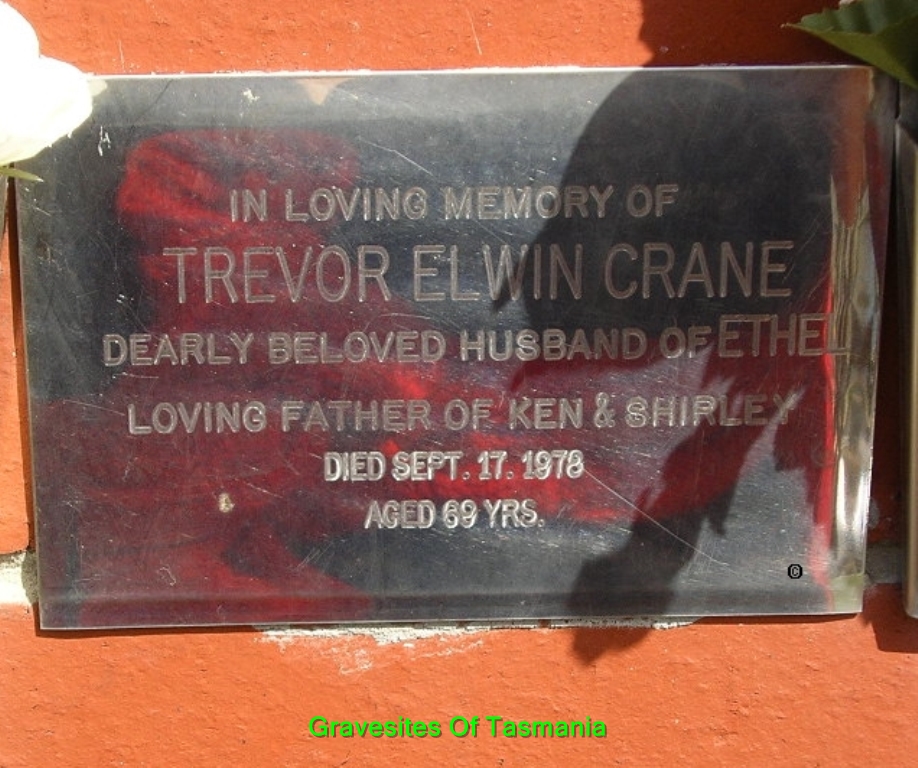 IN LOVING MEMORY OF
TREVOR ELWIN CRANE
DEARLY BELOVED HUSBAND OF ETHEL
LOVING FATHER OF KEN & SHIRLEY
DIED SEPT. 17. 1978
AGED 69 YRS.
©
Gravesites Of Tasmania